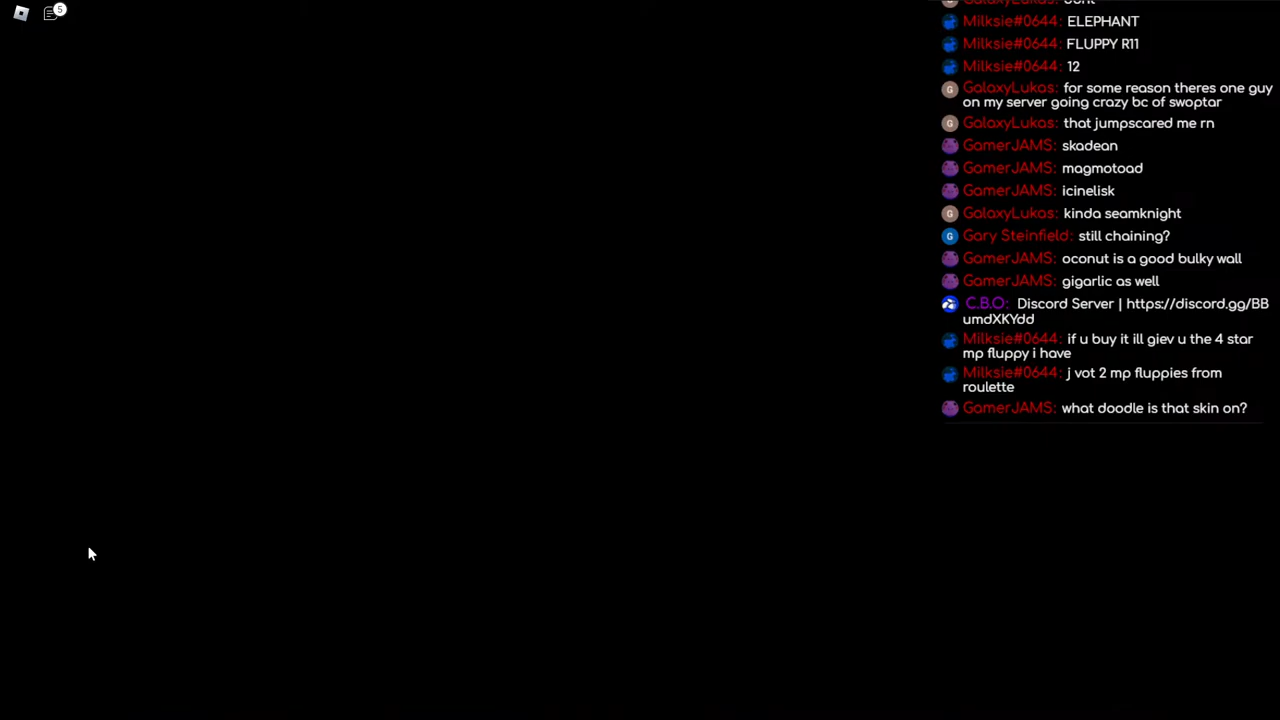 5
Milksie#0644: ELEPHANT
Milksie#0644: FLUPPY R11
Milksie#0644: 12
GalaxyLukas: for some reason theres one guy
on my server going crazy bc of swoptar
GalaxyLukas: that jumpscared me rn
GamerJAMS: skadean
GamerJAMS: magmotoad
GamerJAMS: icinelisk
GalaxyLukas: kinda seamknight
Gary Steinfield: still chaining?
GamerJAMS: oconut is a good bulky wall
GamerJAMS: gigarlic as well
C.B.O: Discord Server | https://discord.gg/BB
umdXKYdd
Milksie#0644: if u buy it ill giev u the 4 star
mp fluppy i have
Milksie#0644: j vot 2 mp fluppies from
roulette
GamerJAMS: what doodle is that skin on?